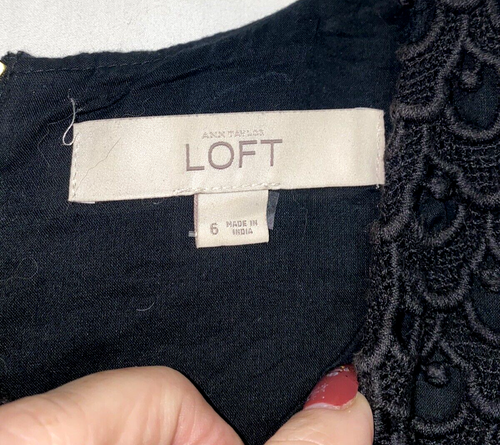 ANN TAYLOR
LOFT
6 MADE IN
INDIA